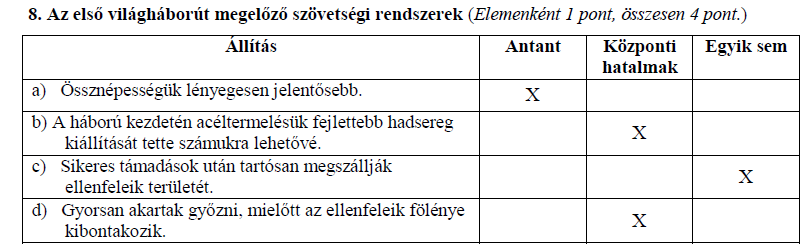 8. Az első világháborút megelőző szövetségi rendszerek (Elemenként 1 pont, összesen 4 pont.)
Állítás Antant Központi hatalmak Egyik sem
a) Össznépességük lényegesen jelentősebb. X
b) A háború kezdetén acéltermelésük fejlettebb hadsereg
kiállítását tette számukra lehetővé. X
c) Sikeres támadások után tartósan megszállják
ellenfeleik területét. X
d) Gyorsan akartak győzni, mielőtt az ellenfeleik fölénye
kibontakozik. X